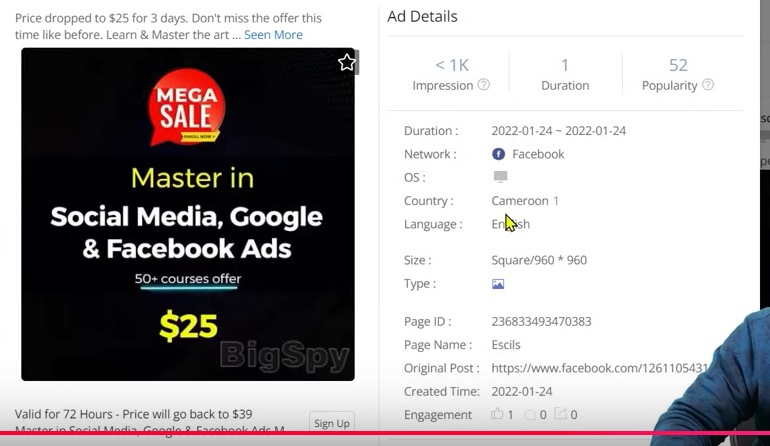 Price dropped to $25 for 3 days. Don't miss the offer this
time like before. Learn & Master the art ... Seen More
MEGA
SALE
ENROLL NOW
Master in
Social Media, Google
& Facebook Ads
50+ courses offer
$25
BigSpy
Valid for 72 Hours - Price will go back to $39
Master in Social Media, Google & Facebook Ads M
Sign Up
Ad Details
< 1K
Impression
1
Duration
52
Popularity
Duration : 2022-01-24 ~ 2022-01-24
Network : Facebook
OS :
Country : Cameroon 1
Language : English
Size : Square/960 * 960
Type :
Page ID : 236833493470383
Page Name : Escils
Original Post : https://www.facebook.com/1261105431
Created Time: 2022-01-24
Engagement 1 0 0